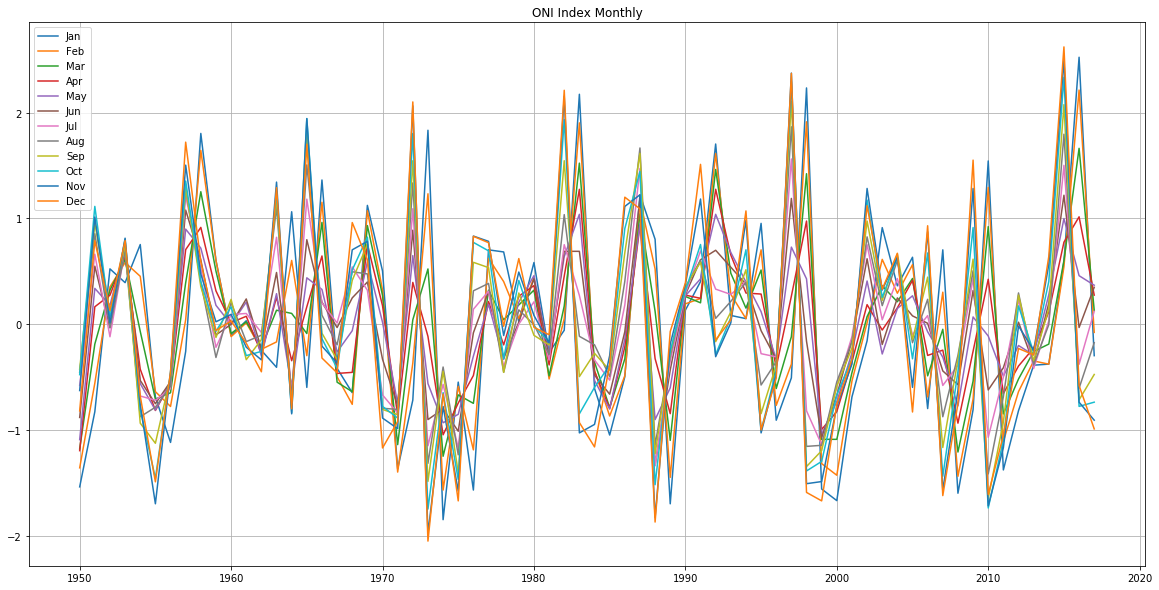 ONI Index Monthly
Jan
Feb
Mar
Apr
May
Jun
Jul
Aug
Sep
Oct
Nov
Dec
2
1
0
−1
−2
1950 1960 1970 1980 1990 2000 2010 2020